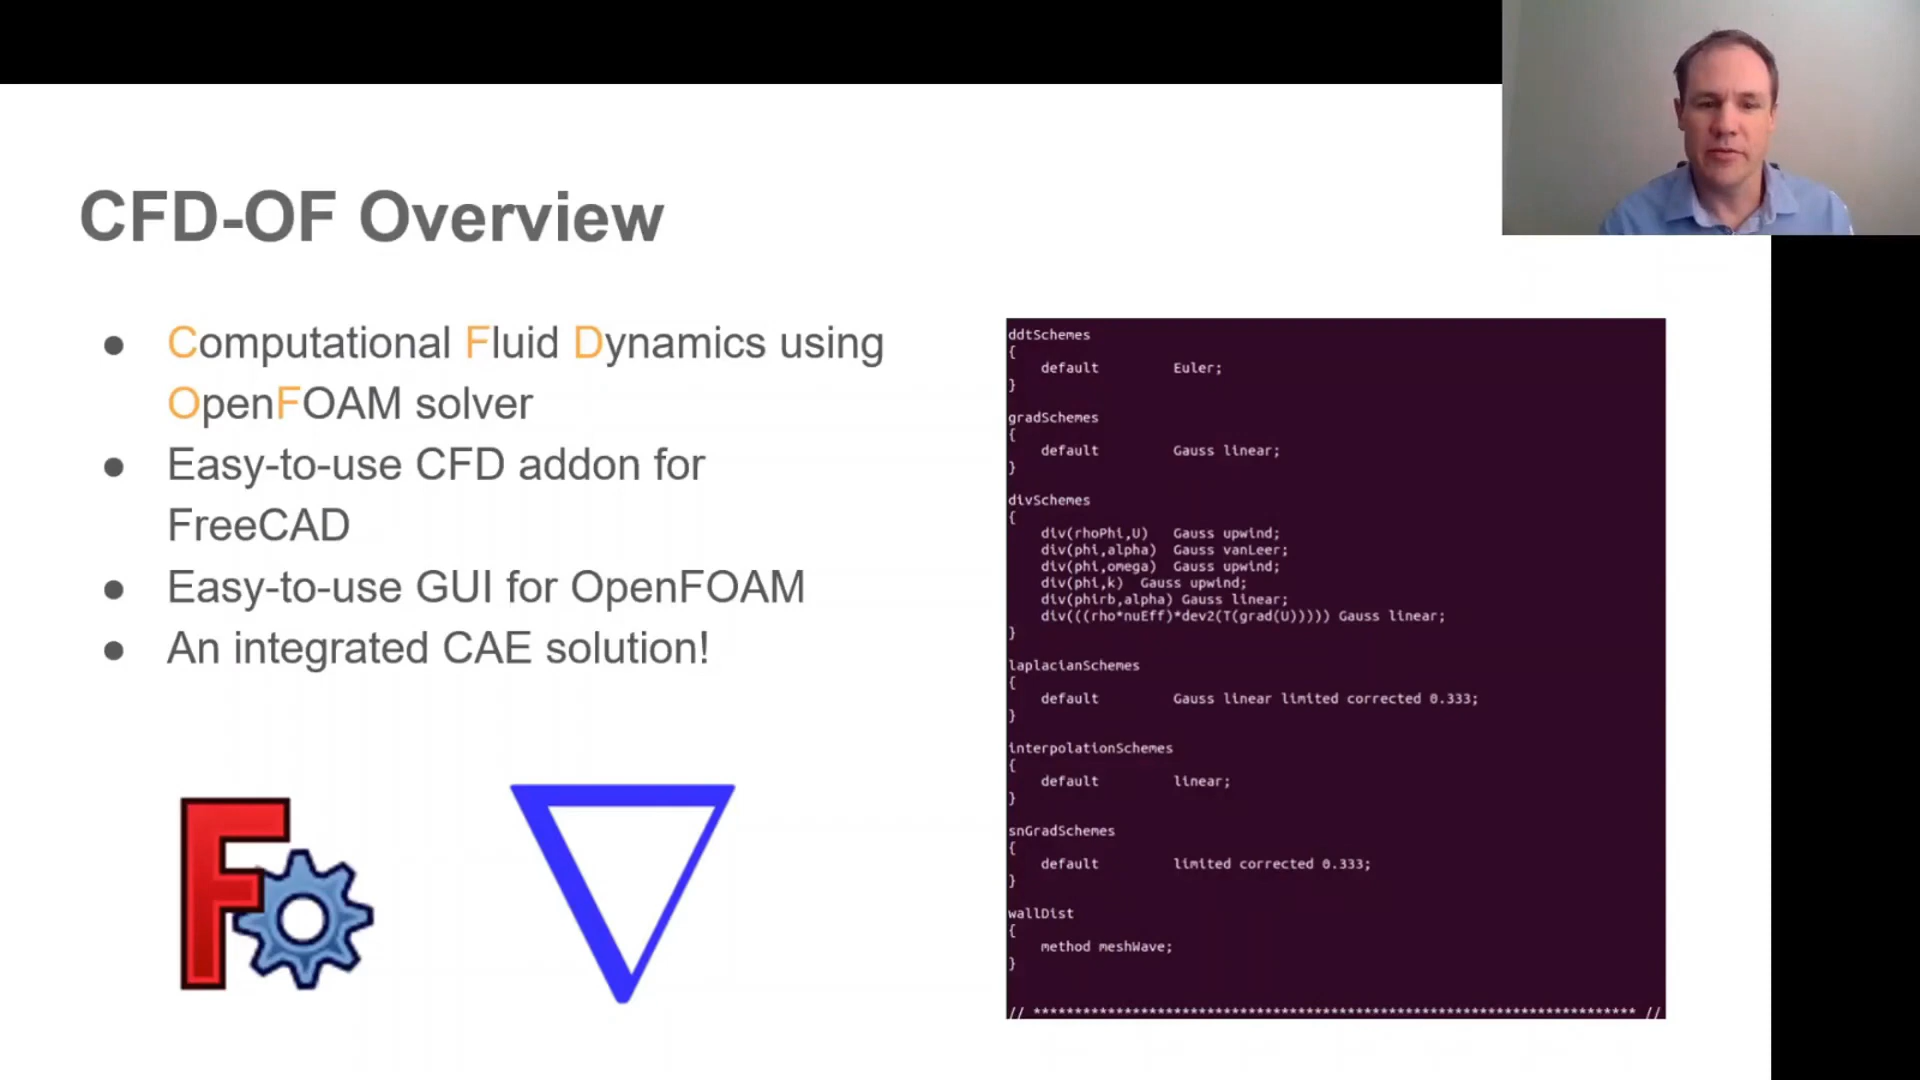 CFD-OF Overview
● Computational Fluid Dynamics using
OpenFOAM solver
● Easy-to-use CFD addon for
FreeCAD
● Easy-to-use GUI for OpenFOAM
● An integrated CAE solution!
ddtSchemes
{
    default         Euler;
}
gradSchemes
{
    default         Gauss linear;
}
divSchemes
{
    div(rhoPhi,U)   Gauss upwind;
    div(phi,alpha)  Gauss vanLeer;
    div(phi,omega)  Gauss upwind;
    div(phi,k)  Gauss upwind;
    div(phirb,alpha) Gauss linear;
    div(((rho*nuEff)*dev2(T(grad(U))))) Gauss linear;
}
laplacianSchemes
{
    default         Gauss linear limited corrected 0.333;
}
interpolationSchemes
{
    default         linear;
}
snGradSchemes
{
    default         limited corrected 0.333;
}
wallDist
{
    method meshWave;
}
// ************************************************************************* //